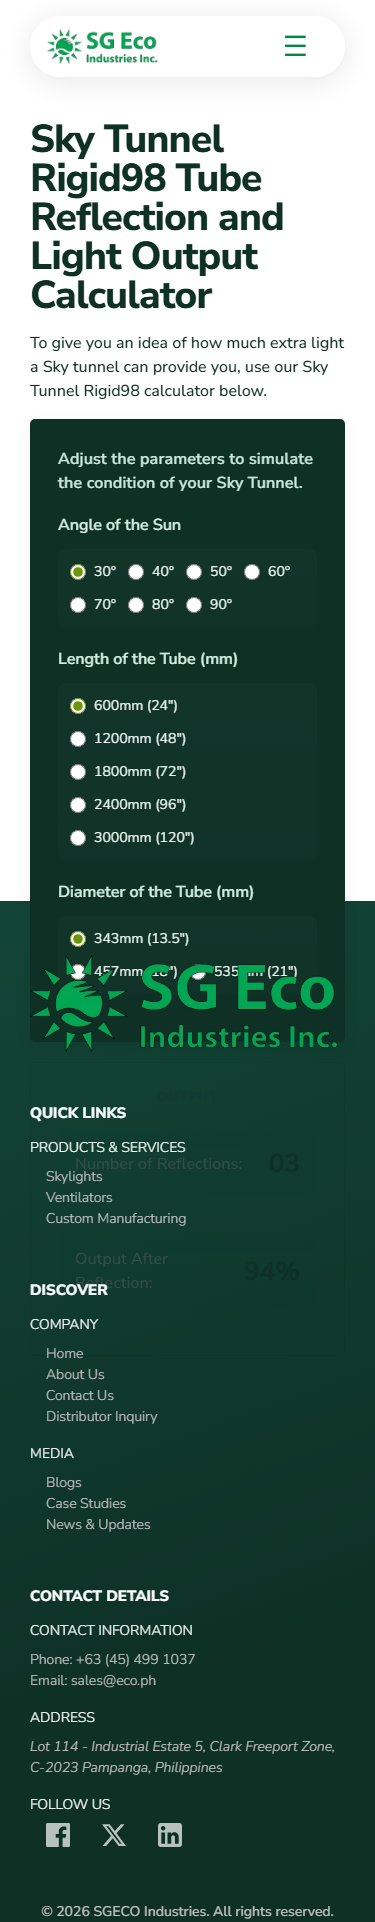 SG Eco
Industries Inc.
Sky Tunnel
Rigid98 Tube
Reflection and
Light Output
Calculator
To give you an idea of how much extra light
a Sky tunnel can provide you, use our Sky
Tunnel Rigid98 calculator below.
Adjust the parameters to simulate
the condition of your Sky Tunnel.
Angle of the Sun
30° 40° 50° 60°
70° 80° 90°
Length of the Tube (mm)
600mm (24")
1200mm (48")
1800mm (72")
2400mm (96")
3000mm (120")
Diameter of the Tube (mm)
343mm (13.5")
457mm (18") 535mm (21")
SG Eco
Industries Inc.
QUICK LINKS
PRODUCTS & SERVICES
Number of Reflections: 03
Skylights
Ventilators
Custom Manufacturing
Output After
Reflection: 94%
DISCOVER
COMPANY
Home
About Us
Contact Us
Distributor Inquiry
MEDIA
Blogs
Case Studies
News & Updates
CONTACT DETAILS
CONTACT INFORMATION
Phone: +63 (45) 499 1037
Email: sales@eco.ph
ADDRESS
Lot 114 - Industrial Estate 5, Clark Freeport Zone,
C-2023 Pampanga, Philippines
FOLLOW US
© 2026 SGECO Industries. All rights reserved.